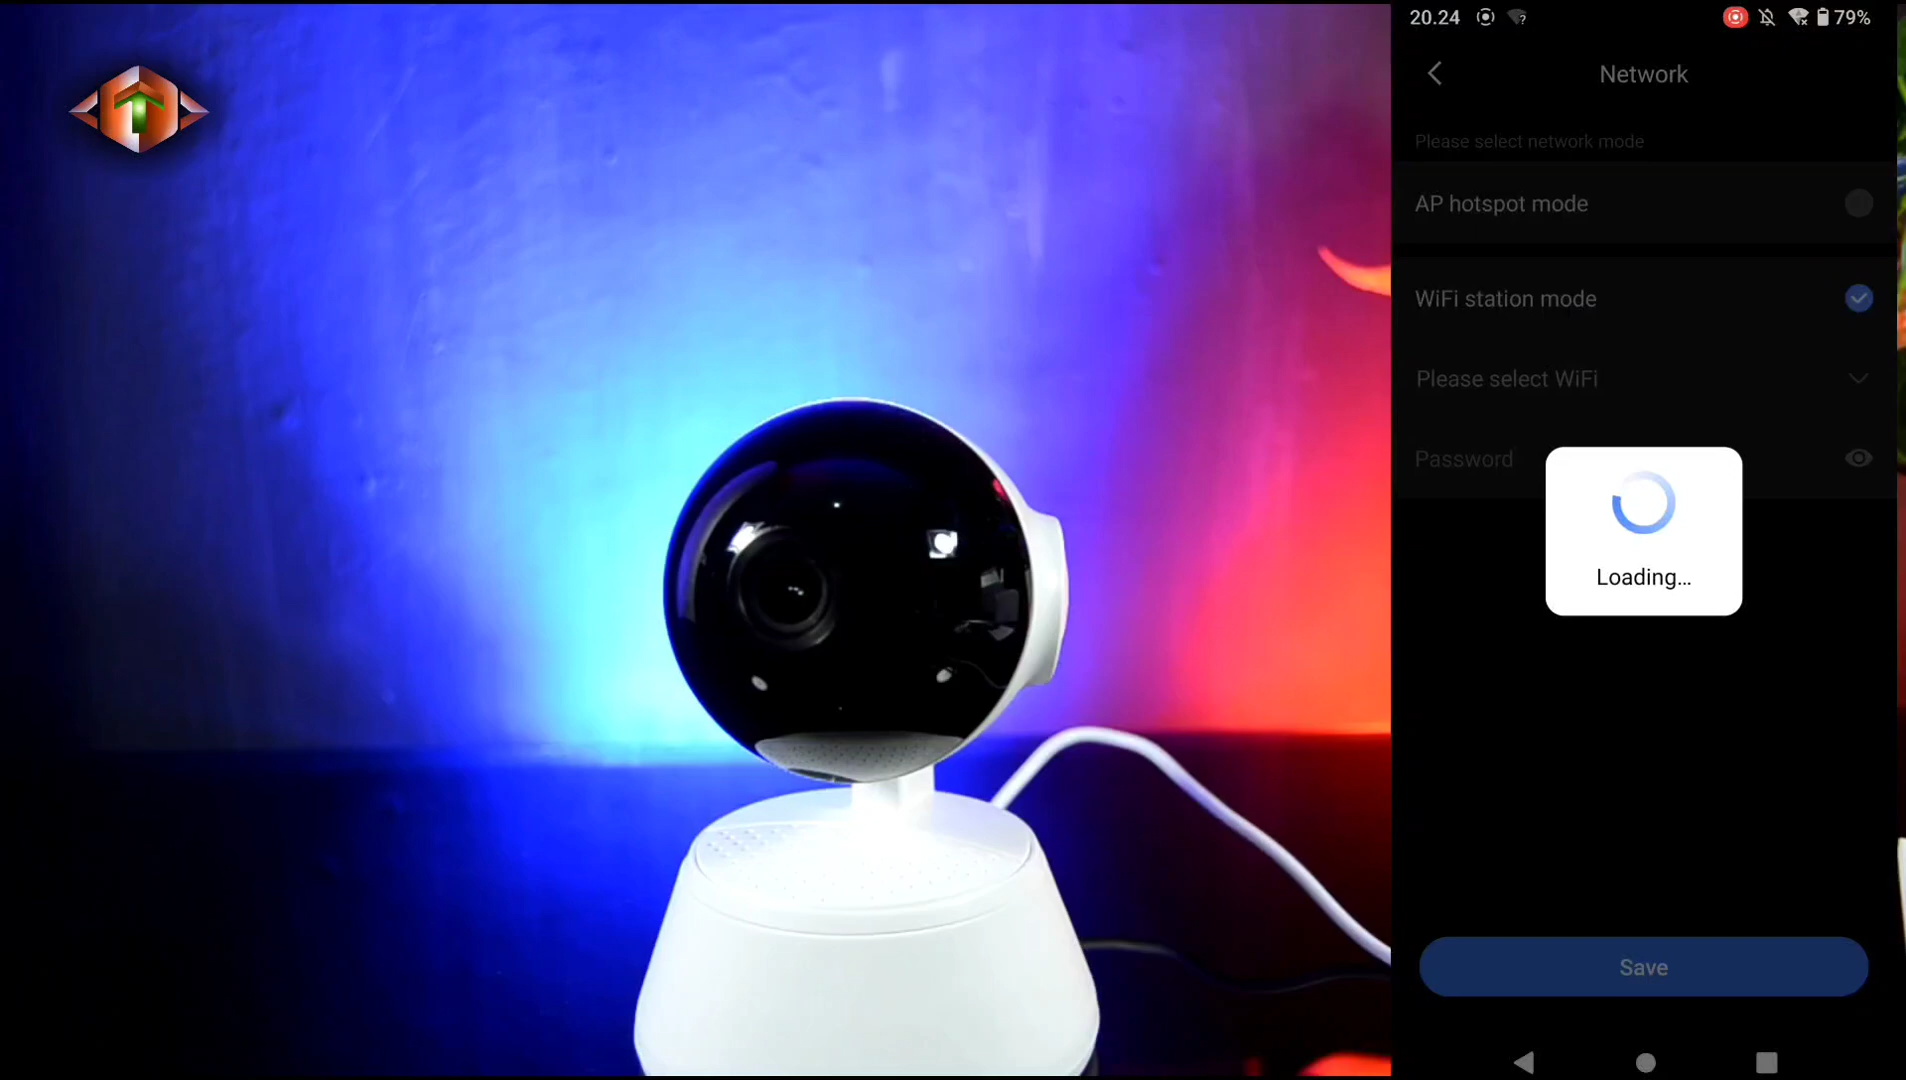 20.24
79%
Network
Please select network mode
AP hotspot mode
WiFi station mode
Please select WiFi
Password
Loading...
Save